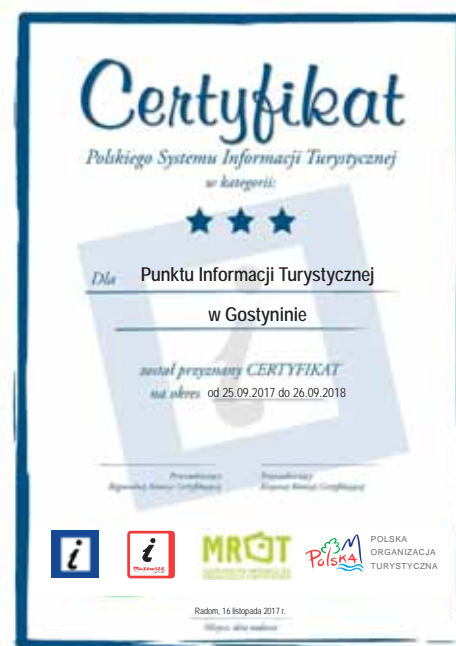 Certyfikat
Polskiego Systemu Informacji Turystycznej
w kategorii:
Dla Punktu Informacji Turystycznej
w Gostyninie
został przyznany CERTYFIKAT
na okres od 25.09.2017 do 26.09.2018
Przewodniczący
Regionalnej Komisji Certyfikacyjnej
Przewodniczący
Krajowej Komisji Certyfikacyjnej
i
i
mazowsze
MROT
POLSKA
POLSKA
ORGANIZACJA
TURYSTYCZNA
Radom, 16 listopada 2017 r.
Miejsce, data nadania